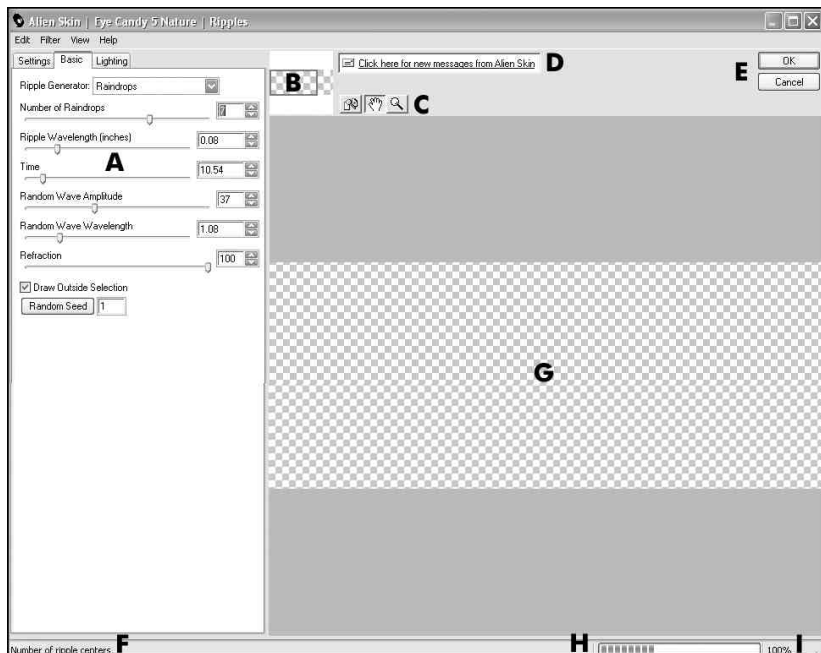 Alien Skin | Eye Candy 5 Nature | Ripples
Edit Filter View Help
Settings Basic Lighting
Ripple Generator: Raindrops
Number of Raindrops 7
Ripple Wavelength (inches) 0.08
A
Time 10.54
Random Wave Amplitude 37
Random Wave Wavelength 1.08
Refraction 100
Draw Outside Selection
Random Seed 1
B
Click here for new messages from Alien Skin D
C
E
OK
Cancel
G
Number of ripple centers. F
H
100% I